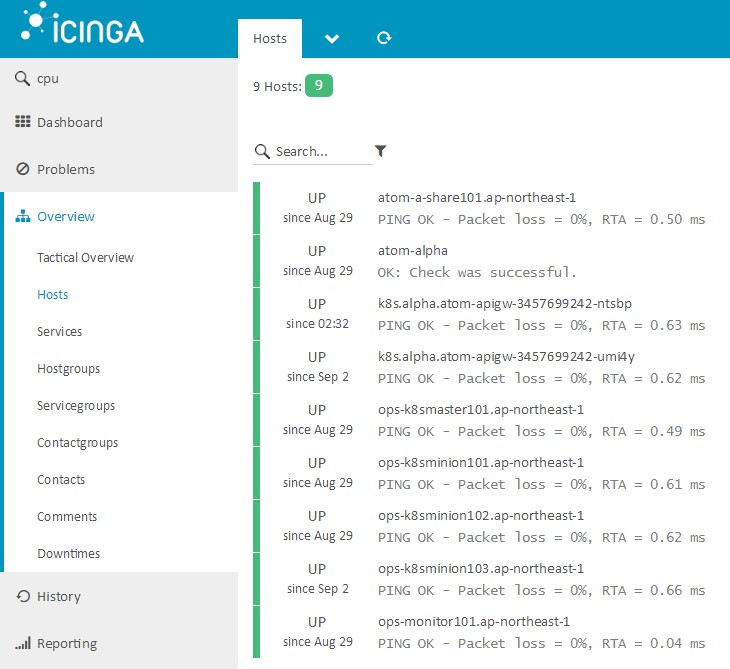 ICINGA
cpu
Dashboard
Problems
Overview
Tactical Overview
Hosts
Services
Hostgroups
Servicegroups
Contactgroups
Contacts
Comments
Downtimes
History
Reporting
Hosts
9 Hosts: 9
Search...
UP atom-a-share101.ap-northeast-1
since Aug 29 PING OK - Packet loss = 0%, RTA = 0.50 ms
UP atom-alpha
since Aug 29 OK: Check was successful.
UP k8s.alpha.atom-apigw-3457699242-ntsbp
since 02:32 PING OK - Packet loss = 0%, RTA = 0.63 ms
UP k8s.alpha.atom-apigw-3457699242-umi4y
since Sep 2 PING OK - Packet loss = 0%, RTA = 0.62 ms
UP ops-k8smaster101.ap-northeast-1
since Aug 29 PING OK - Packet loss = 0%, RTA = 0.49 ms
UP ops-k8sminion101.ap-northeast-1
since Aug 29 PING OK - Packet loss = 0%, RTA = 0.61 ms
UP ops-k8sminion102.ap-northeast-1
since Aug 29 PING OK - Packet loss = 0%, RTA = 0.62 ms
UP ops-k8sminion103.ap-northeast-1
since Sep 2 PING OK - Packet loss = 0%, RTA = 0.66 ms
UP ops-monitor101.ap-northeast-1
since Aug 29 PING OK - Packet loss = 0%, RTA = 0.04 ms